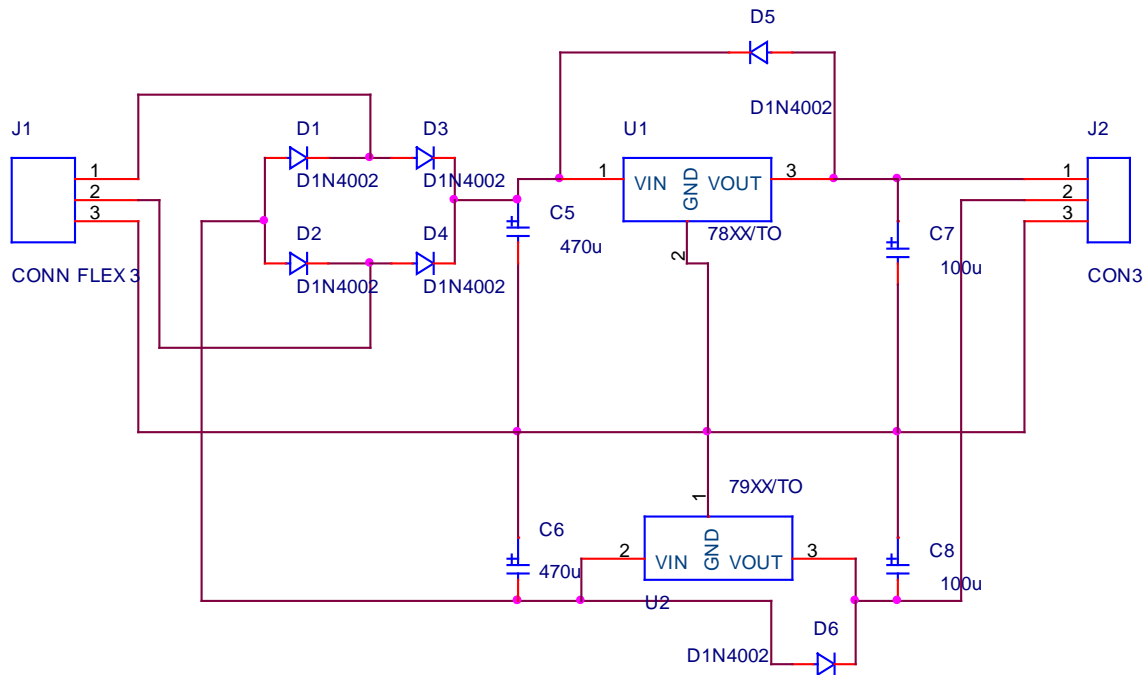 D5
D1N4002
J1
1
2
3
CONN FLEX 3
D1
D1N4002
D3
D1N4002
D2
D1N4002
D4
D1N4002
C5
470u
U1
1
VIN
GND
VOUT
3
2
78XX/TO
C7
100u
J2
1
2
3
CON3
79XX/TO
1
C6
470u
2
VIN
GND
VOUT
3
U2
C8
100u
D6
D1N4002